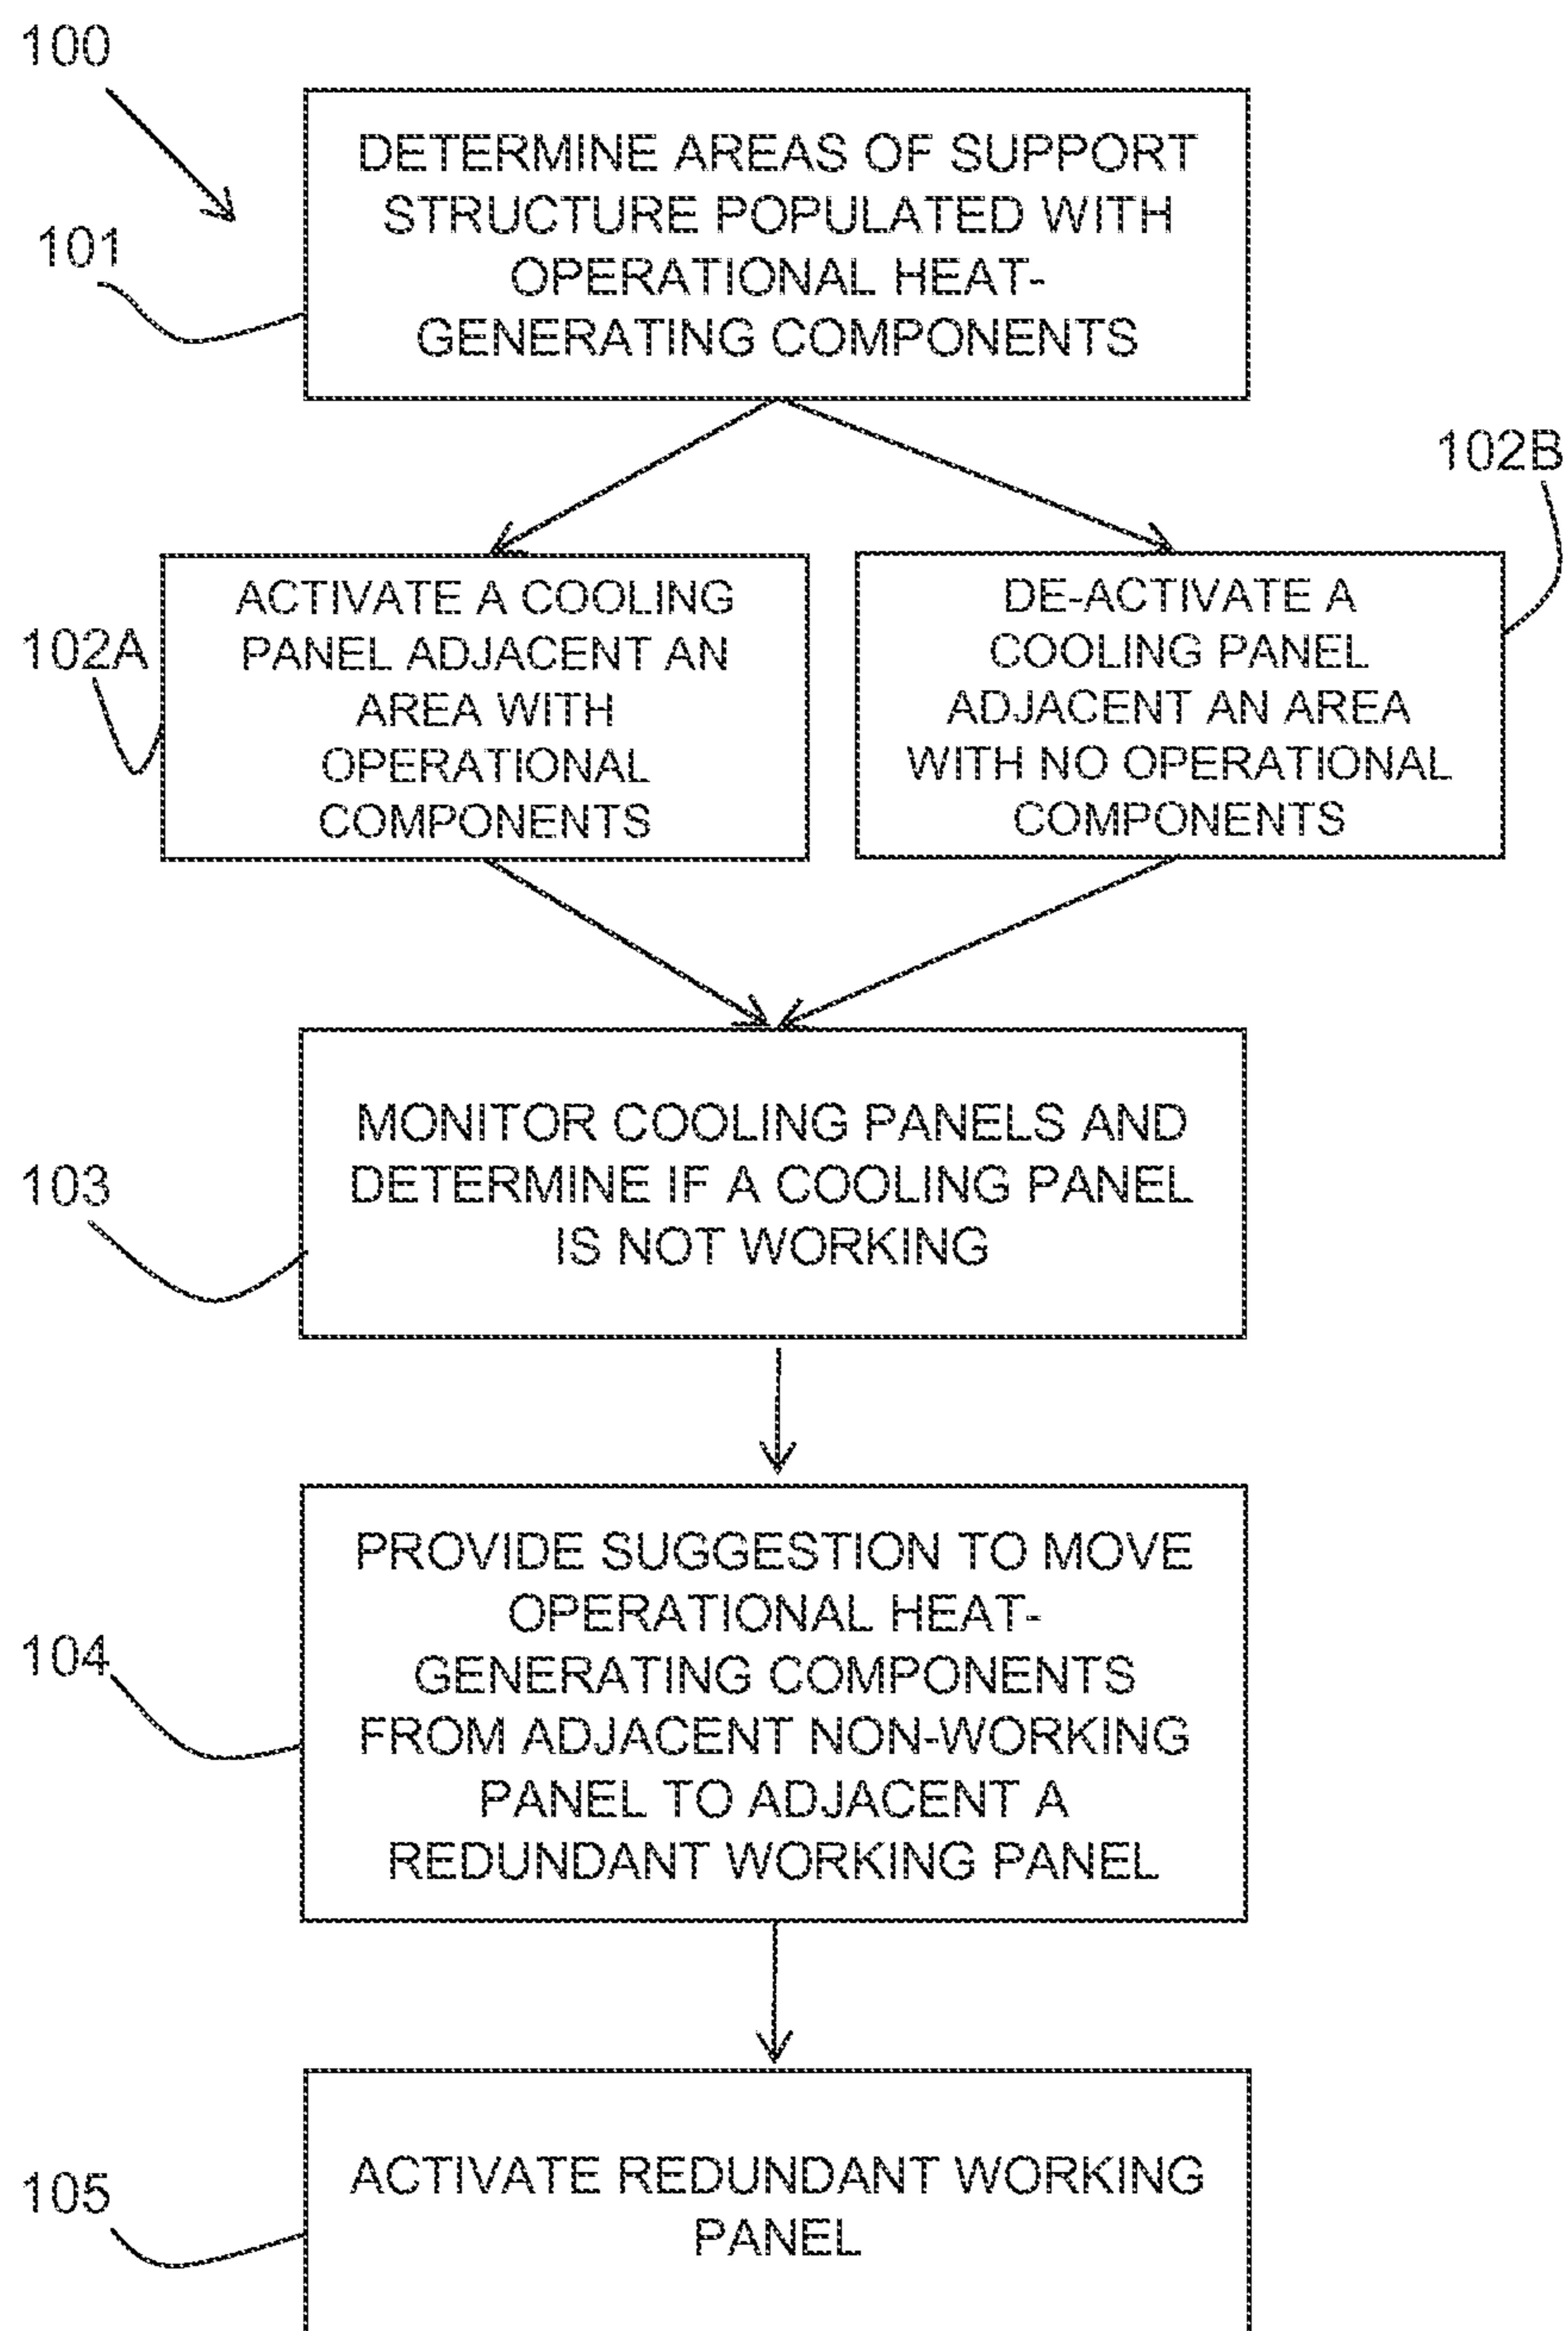 100
101
DETERMINE AREAS OF SUPPORT
STRUCTURE POPULATED WITH
OPERATIONAL HEAT-
GENERATING COMPONENTS
102A
ACTIVATE A COOLING
PANEL ADJACENT AN
AREA WITH
OPERATIONAL
COMPONENTS
102B
DE-ACTIVATE A
COOLING PANEL
ADJACENT AN AREA
WITH NO OPERATIONAL
COMPONENTS
103
MONITOR COOLING PANELS AND
DETERMINE IF A COOLING PANEL
IS NOT WORKING
104
PROVIDE SUGGESTION TO MOVE
OPERATIONAL HEAT-
GENERATING COMPONENTS
FROM ADJACENT NON-WORKING
PANEL TO ADJACENT A
REDUNDANT WORKING PANEL
105
ACTIVATE REDUNDANT WORKING
PANEL